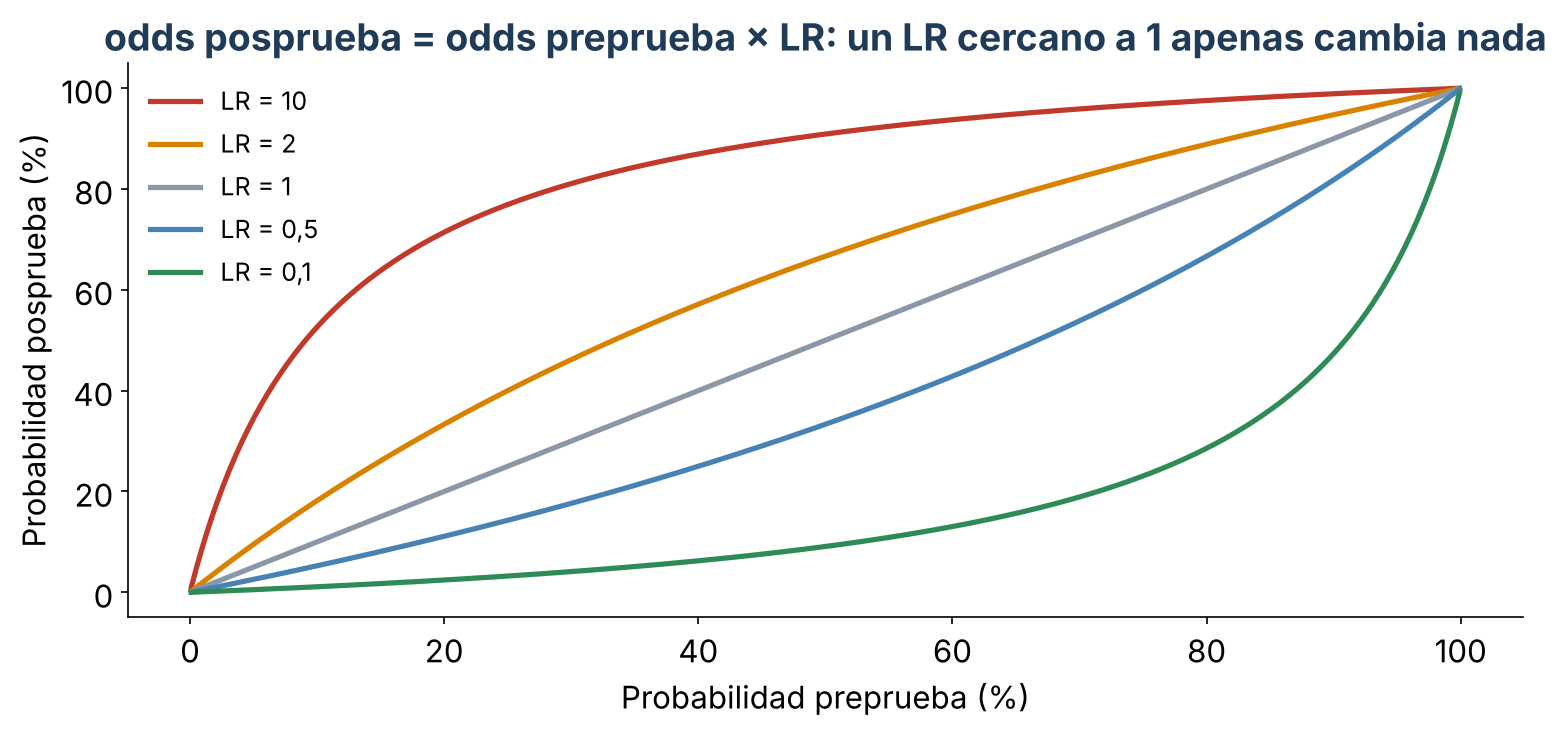 odds posprueba = odds preprueba × LR: un LR cercano a 1 apenas cambia nada
LR = 10
LR = 2
LR = 1
LR = 0,5
LR = 0,1
Probabilidad posprueba (%)
100
80
60
40
20
0
0 20 40 60 80 100
Probabilidad preprueba (%)